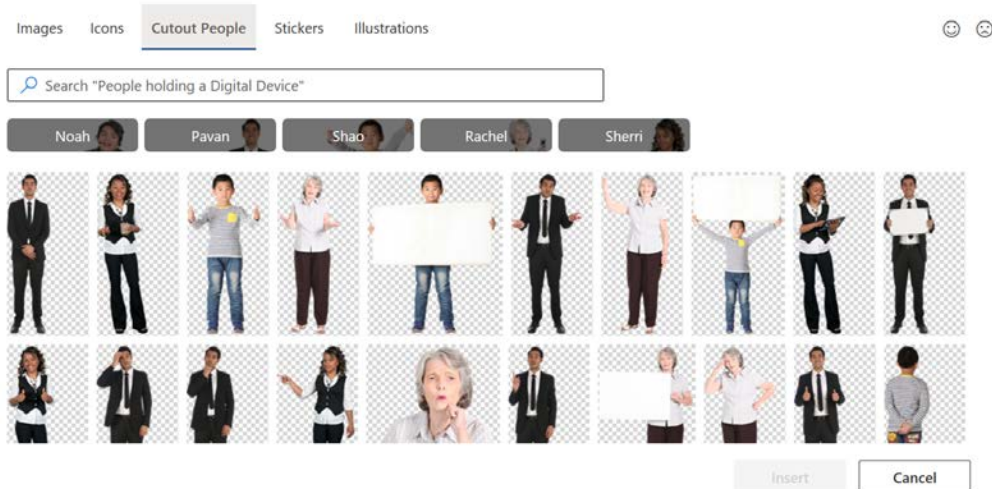 Images Icons Cutout People Stickers Illustrations
Search "People holding a Digital Device"
Noah Pavan Shao Rachel Sherri
Insert Cancel